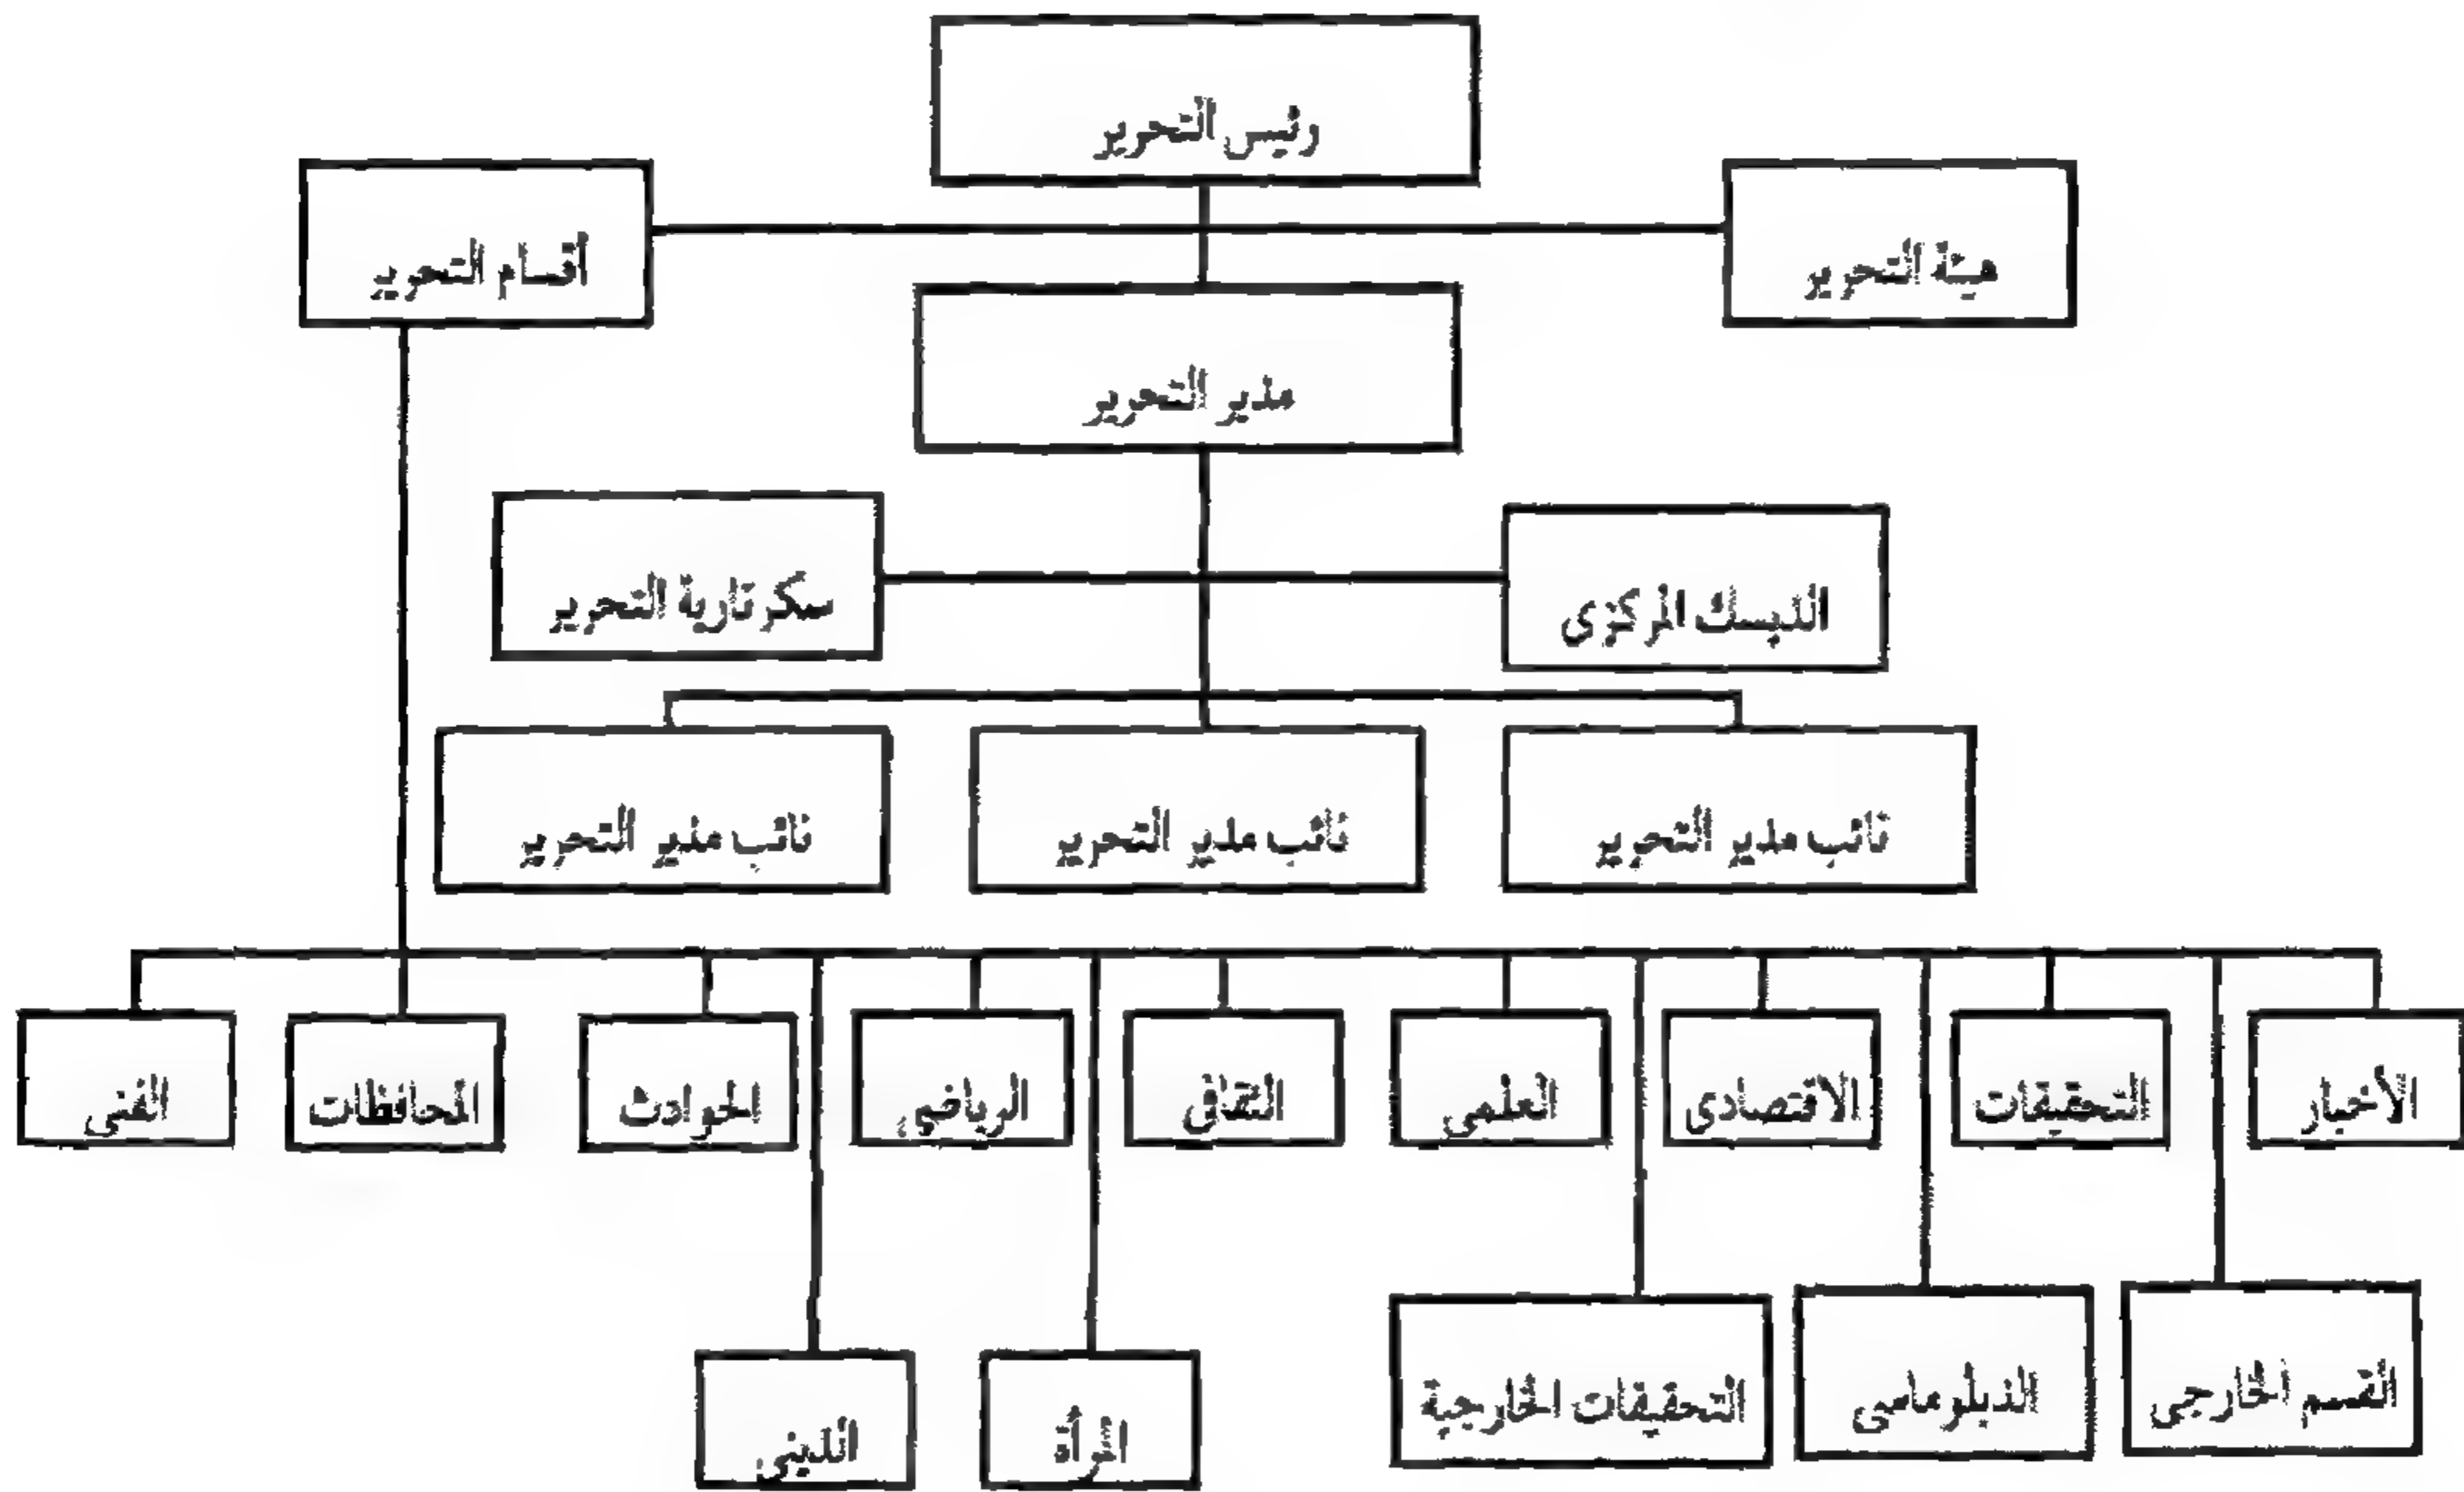 رئيس التحرير
هيئة التحرير
أقسام التحرير
مدير التحرير
الديسك المركزى
سكرتارية التحرير
نائب مدير التحرير
نائب مدير التحرير
نائب مدير التحرير
الأخبار
التحقيقات
الاقتصادى
العلمى
الثقافى
الرياضى
الحوادث
المحافظات
الفنى
القسم الخارجى
الدبلوماسى
التحقيقات الخارجية
المرأة
الدينى